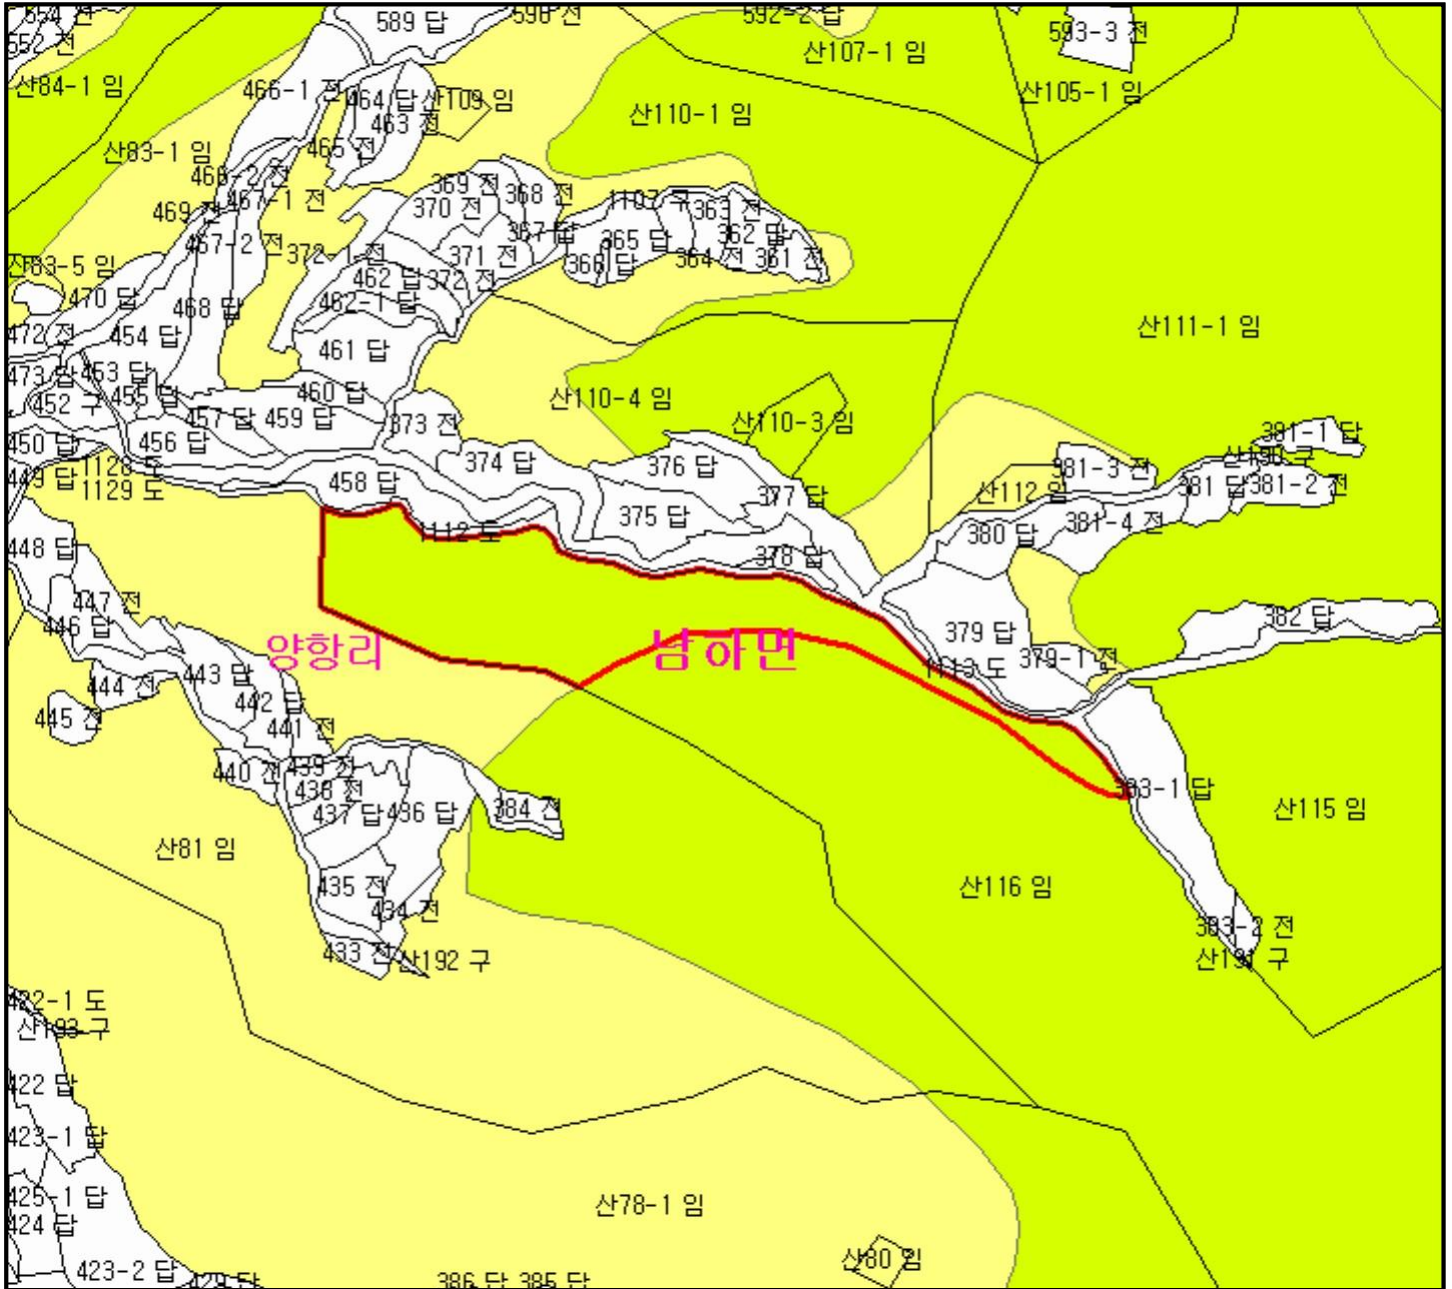 554 전
589 답
590 전
592-2 답
593-3 전
552 전
산107-1 임
산84-1 임
466-1 전
464 답
산109 임
산105-1 임
463 전
산110-1 임
465 전
산83-1 임
466-2 전
369 전
368 전
467-1 전
1107 구
469 전
370 전
363 전
367 답
362 답
467-2 전
365 답
372-1 전
371 전
364 전
361 전
산83-5 임
366 답
462 답
372 전
470 답
462-1 답
468 답
산111-1 임
472 전
454 답
461 답
473 답
453 답
460 답
455 답
산110-4 임
452 구
457 답
459 답
373 전
산110-3 임
450 답
456 답
381-1 답
374 답
376 답
산190 구
449 답
381-3 전
458 답
1129 도
377 답
산112 임
381 답
381-2 전
375 답
381-4 전
1112 도
380 답
448 답
378 답
447 전
446 답
382 답
379 답
양항리
남하면
379-1 전
443 답
1113 도
444 전
442 답
445 전
441 전
440 전
439 전
438 전
383-1 답
437 답
436 답
384 전
산115 임
산81 임
435 전
산116 임
434 전
383-2 전
433 전
산192 구
산191 구
422-1 도
산193 구
422 답
423-1 답
425-1 답
424 답
산78-1 임
산80 임
423-2 답
386 답
385 답